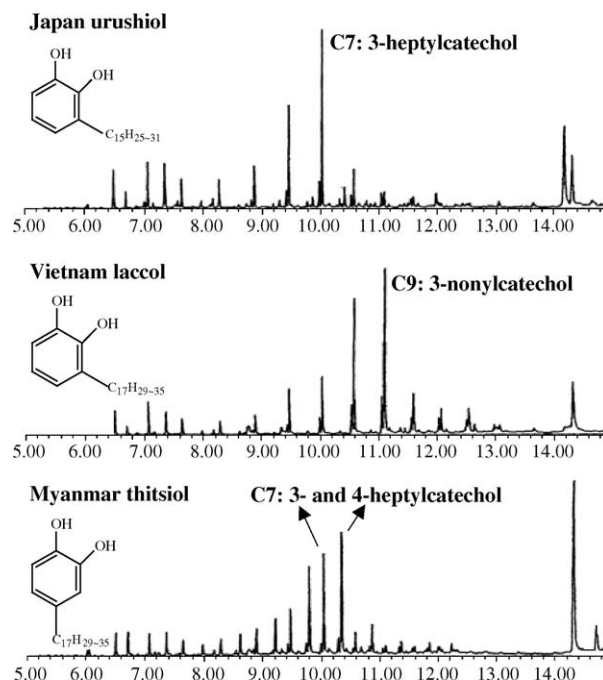 Japan urushiol
C7: 3-heptylcatechol
OH
OH
C15H25~31
5.00 6.00 7.00 8.00 9.00 10.00 11.00 12.00 13.00 14.00
Vietnam laccol
C9: 3-nonylcatechol
OH
OH
C17H29~35
5.00 6.00 7.00 8.00 9.00 10.00 11.00 12.00 13.00 14.00
Myanmar thitsiol
C7: 3- and 4-heptylcatechol
OH
OH
C17H29~35
5.00 6.00 7.00 8.00 9.00 10.00 11.00 12.00 13.00 14.00